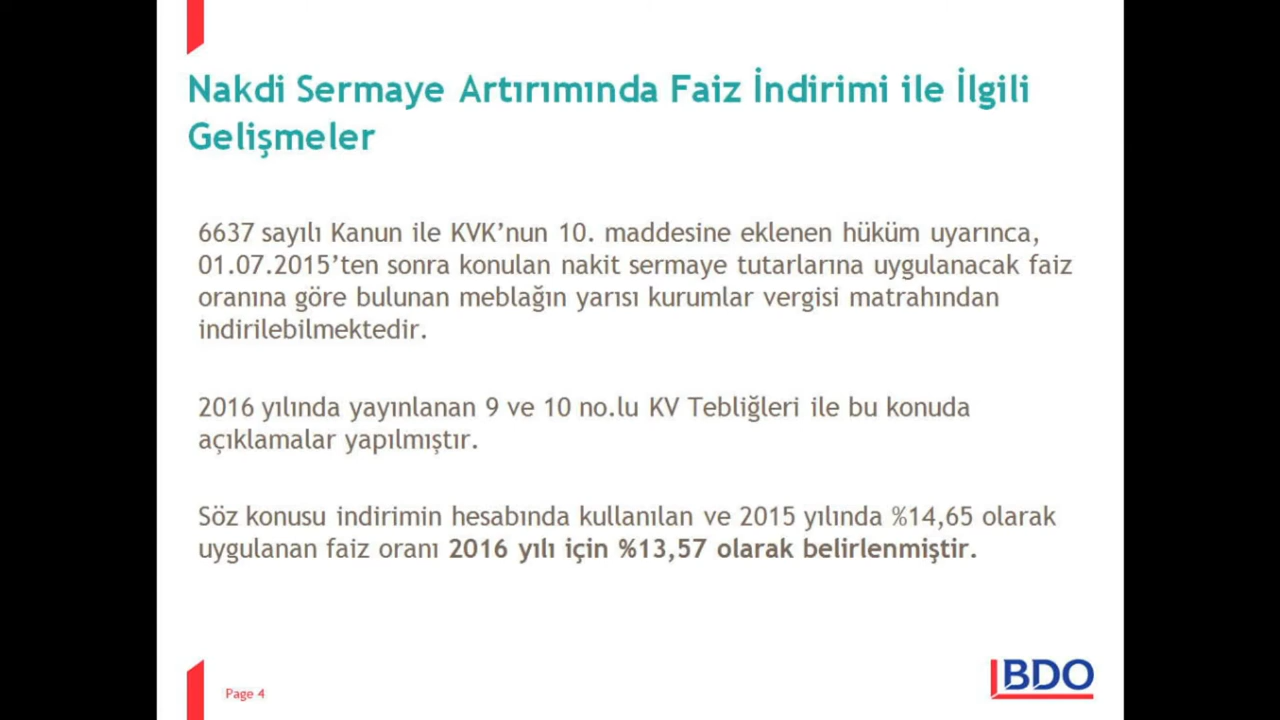 Nakdi Sermaye Artırımında Faiz İndirimi ile İlgili
Gelişmeler
6637 sayılı Kanun ile KVK’nun 10. maddesine eklenen hüküm uyarınca,
01.07.2015’ten sonra konulan nakit sermaye tutarlarına uygulanacak faiz
oranına göre bulunan meblağın yarısı kurumlar vergisi matrahından
indirilebilmektedir.
2016 yılında yayınlanan 9 ve 10 no.lu KV Tebliğleri ile bu konuda
açıklamalar yapılmıştır.
Söz konusu indirimin hesabında kullanılan ve 2015 yılında %14,65 olarak
uygulanan faiz oranı 2016 yılı için %13,57 olarak belirlenmiştir.
Page 4
BDO